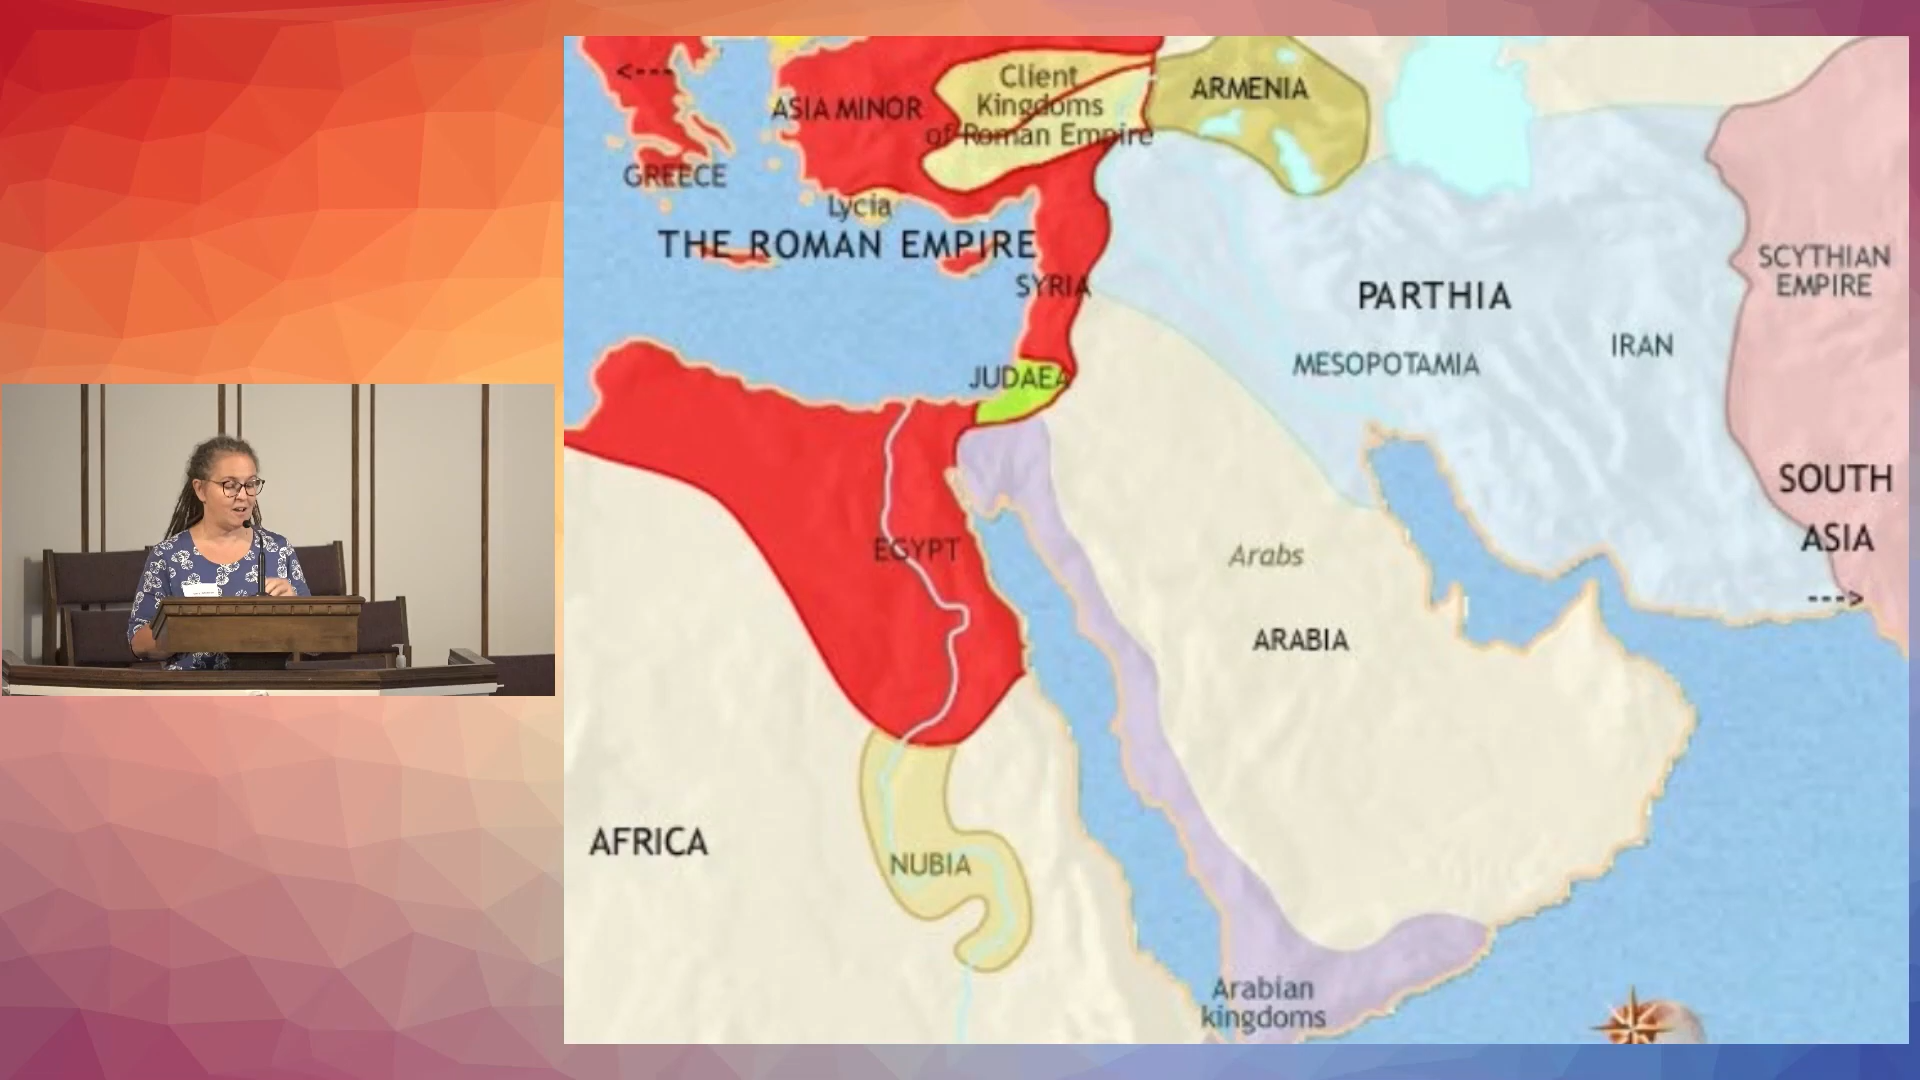 <---
Client
Kingdoms
of Roman Empire
ARMENIA
ASIA MINOR
GREECE
Lycia
THE ROMAN EMPIRE
SYRIA
SCYTHIAN
EMPIRE
PARTHIA
IRAN
MESOPOTAMIA
JUDAEA
SOUTH
ASIA
EGYPT
Arabs
--->
ARABIA
AFRICA
NUBIA
Arabian
kingdoms